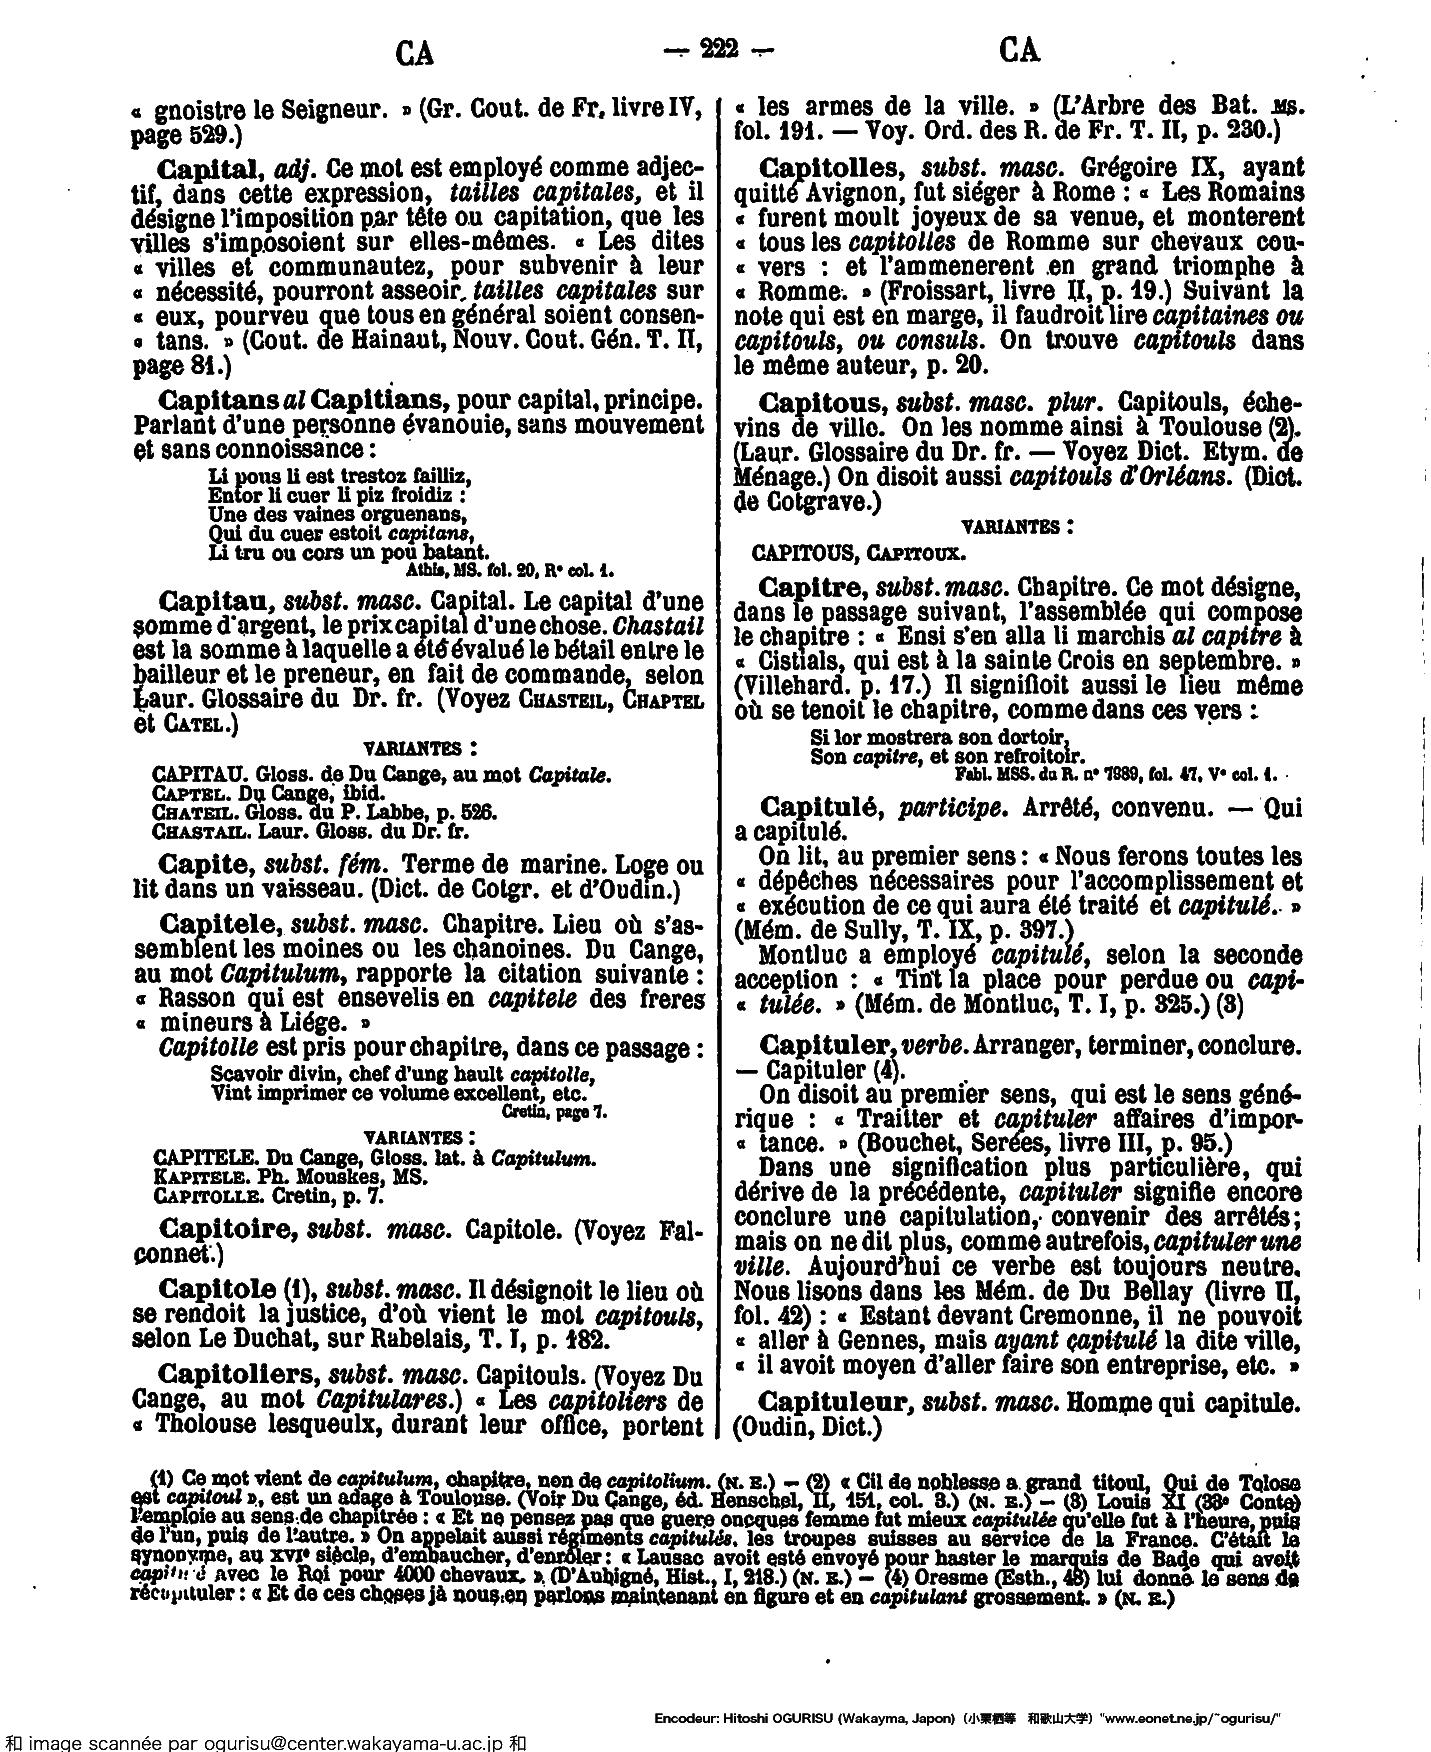 CA
— 222 —
CA
« gnoistre le Seigneur. » (Gr. Cout. de Fr. livre IV,
page 529.)
Capital, adj. Ce mot est employé comme adjec-
tif, dans cette expression, tailles capitales, et il
désigne l'imposition par tête ou capitation, que les
villes s'imposoient sur elles-mêmes. « Les dites
« villes et communautez, pour subvenir à leur
« nécessité, pourront asseoir tailles capitales sur
« eux, pourveu que tous en général soient consen-
« tans. » (Cout. de Hainaut, Nouv. Cout. Gén. T. II,
page 81.)
Capitans al Capitians, pour capital, principe.
Parlant d'une personne évanouie, sans mouvement
et sans connoissance :
Li pous li est trestoz failliz,
Entor li cuer li piz froidiz :
Une des vaines orguenans,
Qui du cuer estoit capitans,
Li tru ou cors un pou batant.
Athis, MS. fol. 20, R° col. 1.
Capitau, subst. masc. Capital. Le capital d'une
somme d'argent, le prix capital d'une chose. Chastail
est la somme à laquelle a été évalué le bétail entre le
bailleur et le preneur, en fait de commande, selon
Laur. Glossaire du Dr. fr. (Voyez CHASTEIL, CHAPTEL
et CATEL.)
VARIANTES :
CAPITAU. Gloss. de Du Cange, au mot Capitale.
CAPTEL. Du Cange, ibid.
CHATEIL. Gloss. du P. Labbe, p. 526.
CHASTAIL. Laur. Gloss. du Dr. fr.
Capite, subst. fém. Terme de marine. Loge ou
lit dans un vaisseau. (Dict. de Cotgr. et d'Oudin.)
Capitele, subst. masc. Chapitre. Lieu où s'as-
semblent les moines ou les chanoines. Du Cange,
au mot Capitulum, rapporte la citation suivante :
« Rasson qui est ensevelis en capitele des freres
« mineurs à Liége. »
Capitolle est pris pour chapitre, dans ce passage :
Scavoir divin, chef d'ung hault capitolle,
Vint imprimer ce volume excellent, etc.
Cretin, page 7.
VARIANTES :
CAPITELE. Du Cange, Gloss. lat. à Capitulum.
KAPITELE. Ph. Mouskes, MS.
CAPITOLLE. Cretin, p. 7.
Capitoire, subst. masc. Capitole. (Voyez Fal-
connet.)
Capitole (1), subst. masc. Il désignoit le lieu où
se rendoit la justice, d'où vient le mot capitouls,
selon Le Duchat, sur Rabelais, T. I, p. 182.
Capitoliers, subst. masc. Capitouls. (Voyez Du
Cange, au mot Capitulares.) « Les capitoliers de
« Tholouse lesqueulx, durant leur office, portent
« les armes de la ville. » (L'Arbre des Bat. MS.
fol. 191. — Voy. Ord. des R. de Fr. T. II, p. 230.)
Capitolles, subst. masc. Grégoire IX, ayant
quitté Avignon, fut siéger à Rome : « Les Romains
« furent moult joyeux de sa venue, et monterent
« tous les capitolles de Romme sur chevaux cou-
« vers : et l'ammenerent en grand triomphe à
« Romme. » (Froissart, livre II, p. 19.) Suivant la
note qui est en marge, il faudroit lire capitaines ou
capitouls, ou consuls. On trouve capitouls dans
le même auteur, p. 20.
Capitous, subst. masc. plur. Capitouls, éche-
vins de ville. On les nomme ainsi à Toulouse (2).
(Laur. Glossaire du Dr. fr. — Voyez Dict. Etym. de
Ménage.) On disoit aussi capitouls d'Orléans. (Dict.
de Cotgrave.)
VARIANTES :
CAPITOUS, CAPITOUX.
Capitre, subst. masc. Chapitre. Ce mot désigne,
dans le passage suivant, l'assemblée qui compose
le chapitre : « Ensi s'en alla li marchis al capitre à
« Cistials, qui est à la sainte Crois en septembre. »
(Villehard. p. 17.) Il signifioit aussi le lieu même
où se tenoit le chapitre, comme dans ces vers :
Si lor mostrera son dortoir,
Son capitre, et son refroitoir.
Fabl. MSS. du R. n° 7989, fol. 47, V° col. 1.
Capitulé, participe. Arrêté, convenu. — Qui
a capitulé.
On lit, au premier sens : « Nous ferons toutes les
« dépêches nécessaires pour l'accomplissement et
« exécution de ce qui aura été traité et capitulé. »
(Mém. de Sully, T. IX, p. 397.)
Montluc a employé capitulé, selon la seconde
acception : « Tint la place pour perdue ou capi-
« tulée. » (Mém. de Montluc, T. I, p. 325.) (3)
Capituler, verbe. Arranger, terminer, conclure.
— Capituler (4).
On disoit au premier sens, qui est le sens géné-
rique : « Traitter et capituler affaires d'impor-
« tance. » (Bouchet, Serées, livre III, p. 95.)
Dans une signification plus particulière, qui
dérive de la précédente, capituler signifie encore
conclure une capitulation, convenir des arrêtés ;
mais on ne dit plus, comme autrefois, capituler une
ville. Aujourd'hui ce verbe est toujours neutre.
Nous lisons dans les Mém. de Du Bellay (livre II,
fol. 42) : « Estant devant Cremonne, il ne pouvoit
« aller à Gennes, mais ayant capitulé la dite ville,
« il avoit moyen d'aller faire son entreprise, etc. »
Capituleur, subst. masc. Homme qui capitule.
(Oudin, Dict.)
(1) Ce mot vient de capitulum, chapitre, non de capitolium. (N. E.) — (2) « Cil de noblesse a grand titoul, Qui de Tolose
est capitoul », est un adage à Toulouse. (Voir Du Cange, éd. Henschel, II, 151, col. 3.) (N. E.) — (3) Louis XI (33e Conte)
l'emploie au sens de chapitrée : « Et ne pensez pas que guere oncques femme fut mieux capitulée qu'elle fut à l'heure, puis
de l'un, puis de l'autre. » On appelait aussi régiments capitulés, les troupes suisses au service de la France. C'était le
synonyme, au XVIe siècle, d'embaucher, d'enrôler : « Lausac avoit esté envoyé pour haster le marquis de Bade qui avoit
capitulé avec le Roi pour 4000 chevaux. » (D'Aubigné, Hist., I, 218.) (N. E.) — (4) Oresme (Esth., 48) lui donne le sens de
récapituler : « Et de ces choses jà nous en parlons maintenant en figure et en capitulant grossement. » (N. E.)
Encodeur: Hitoshi OGURISU (Wakayma, Japon) (小栗栖等 和歌山大学) "www.eonet.ne.jp/~ogurisu/"
和 image scannée par ogurisu@center.wakayama-u.ac.jp 和